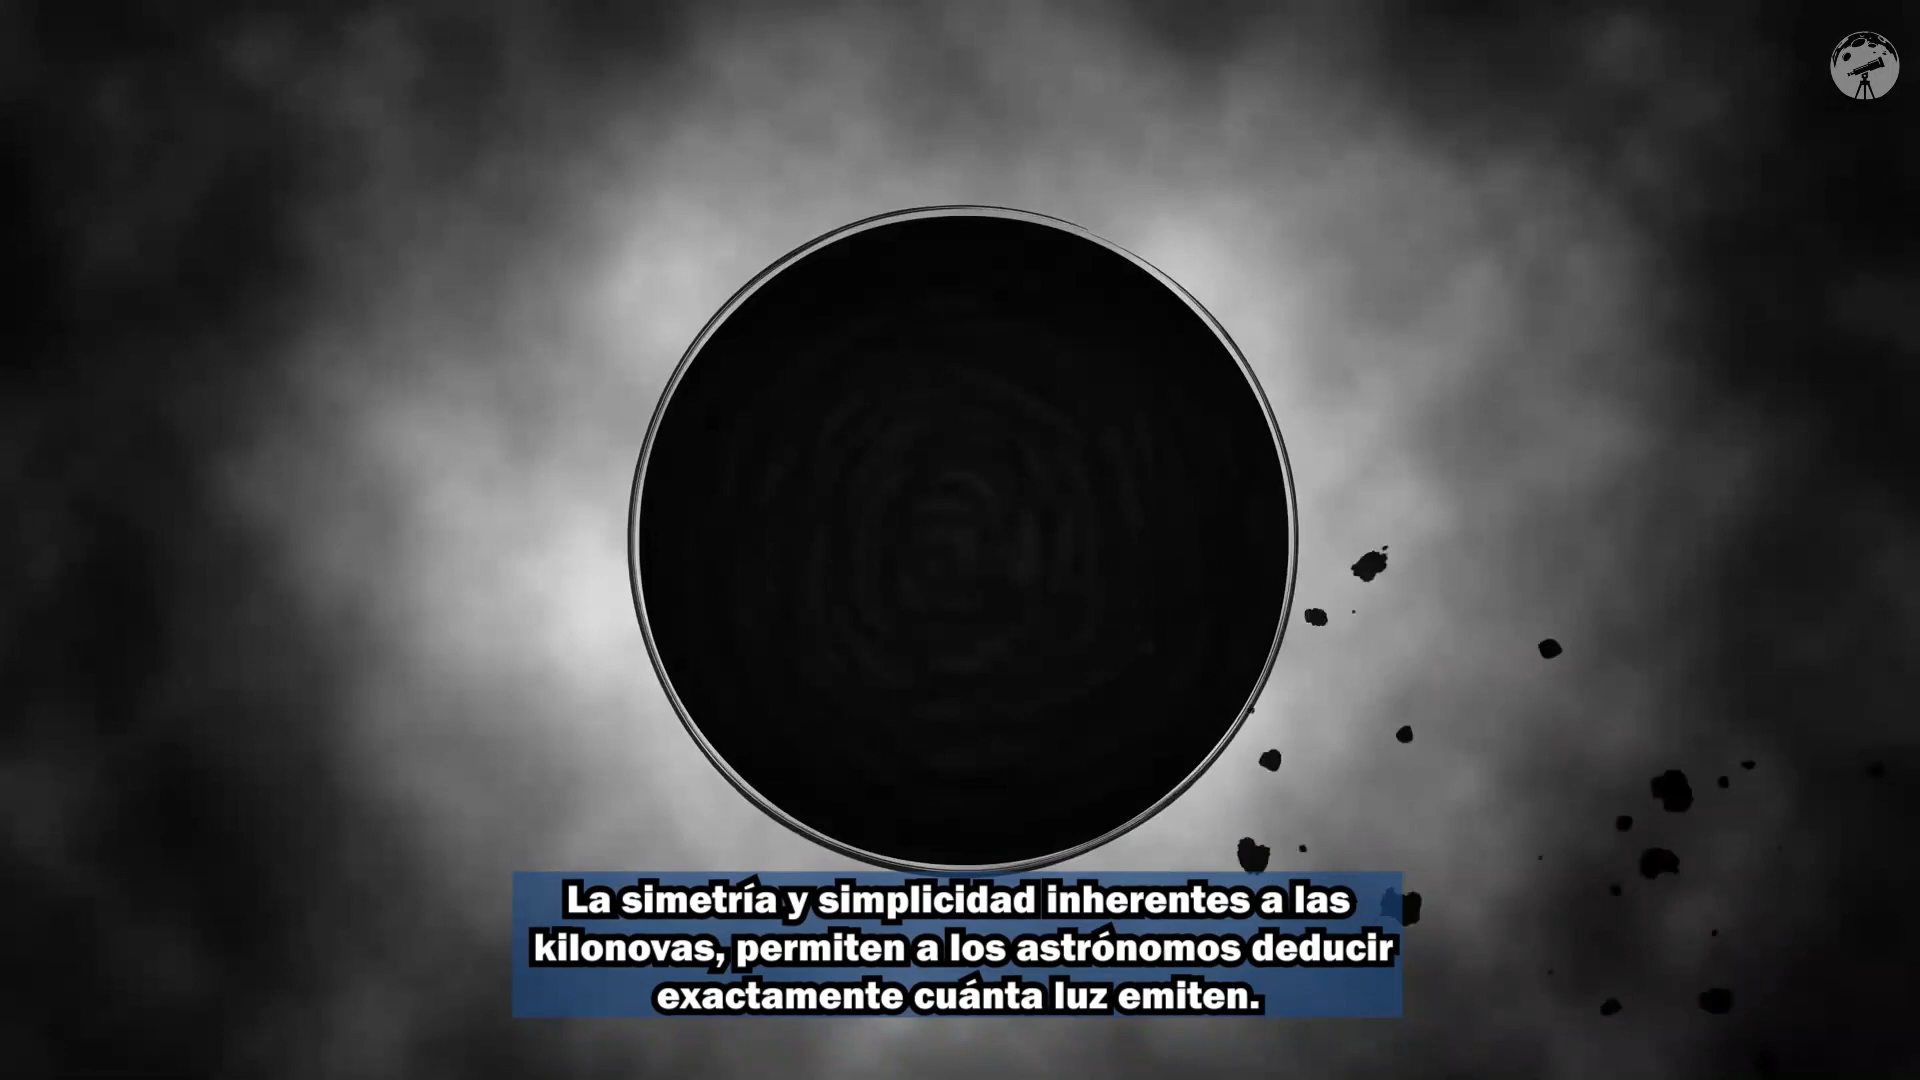 La simetría y simplicidad inherentes a las
kilonovas, permiten a los astrónomos deducir
exactamente cuánta luz emiten.